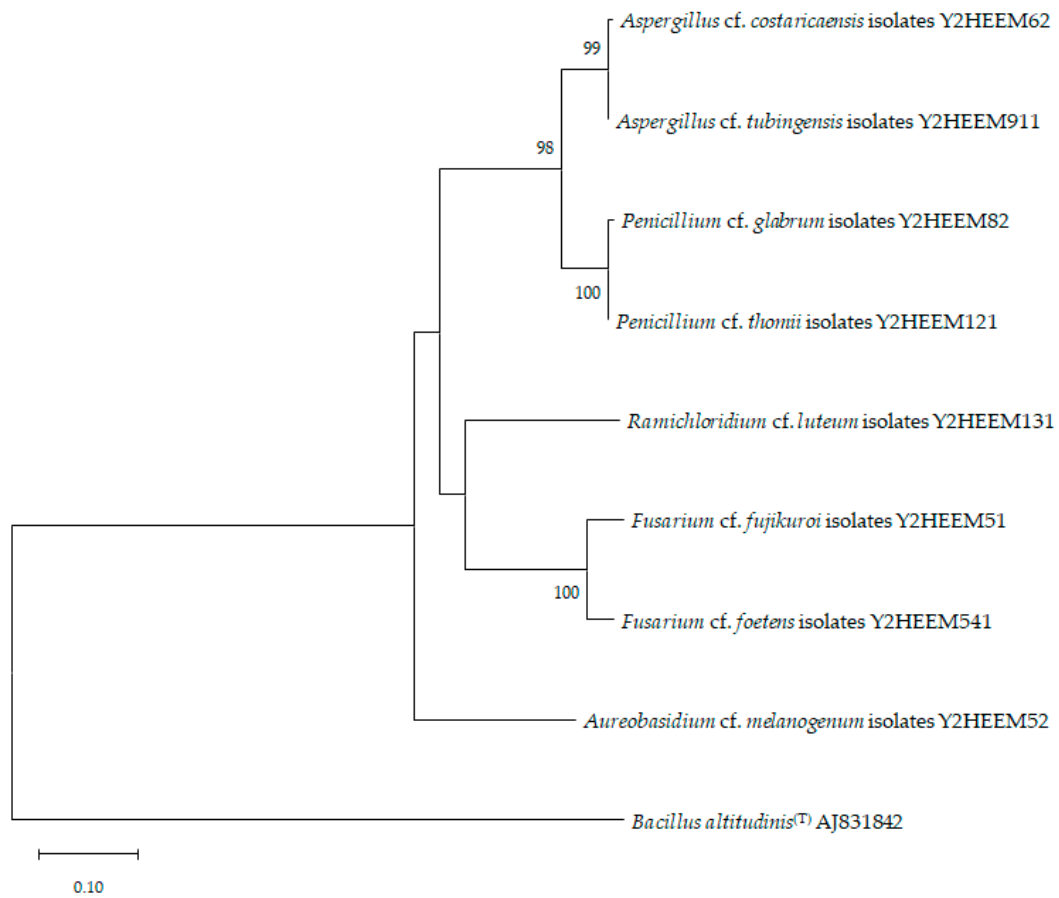 Aspergillus cf. costaricaensis isolates Y2HEEM62
99
Aspergillus cf. tubingensis isolates Y2HEEM911
98
Penicillium cf. glabrum isolates Y2HEEM82
100
Penicillium cf. thomii isolates Y2HEEM121
Ramichloridium cf. luteum isolates Y2HEEM131
Fusarium cf. fujikuroi isolates Y2HEEM51
100
Fusarium cf. foetens isolates Y2HEEM541
Aureobasidium cf. melanogenum isolates Y2HEEM52
Bacillus altitudinis(T) AJ831842
0.10